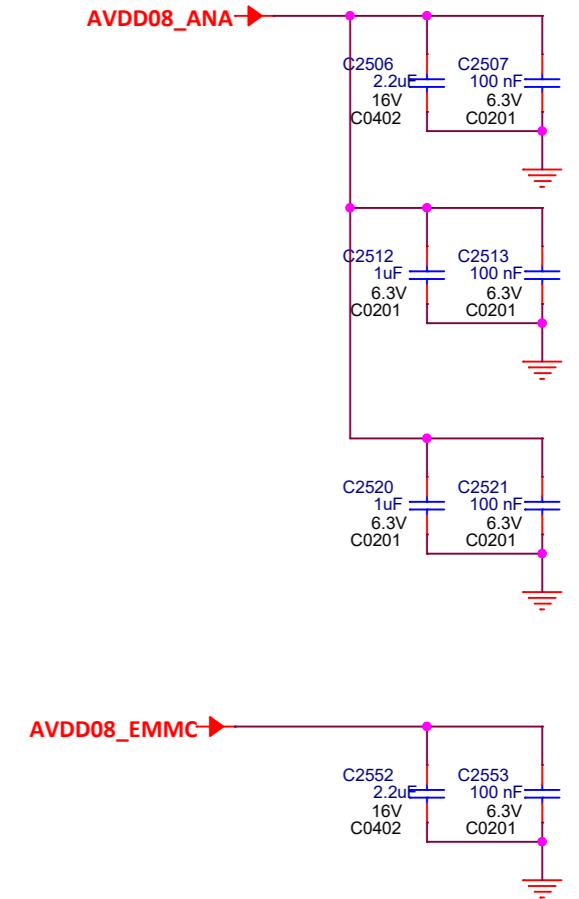 AVDD08_ANA
C2506
2.2uF
16V
C0402
C2507
100 nF
6.3V
C0201
C2512
1uF
6.3V
C0201
C2513
100 nF
6.3V
C0201
C2520
1uF
6.3V
C0201
C2521
100 nF
6.3V
C0201
AVDD08_EMMC
C2552
2.2uF
16V
C0402
C2553
100 nF
6.3V
C0201